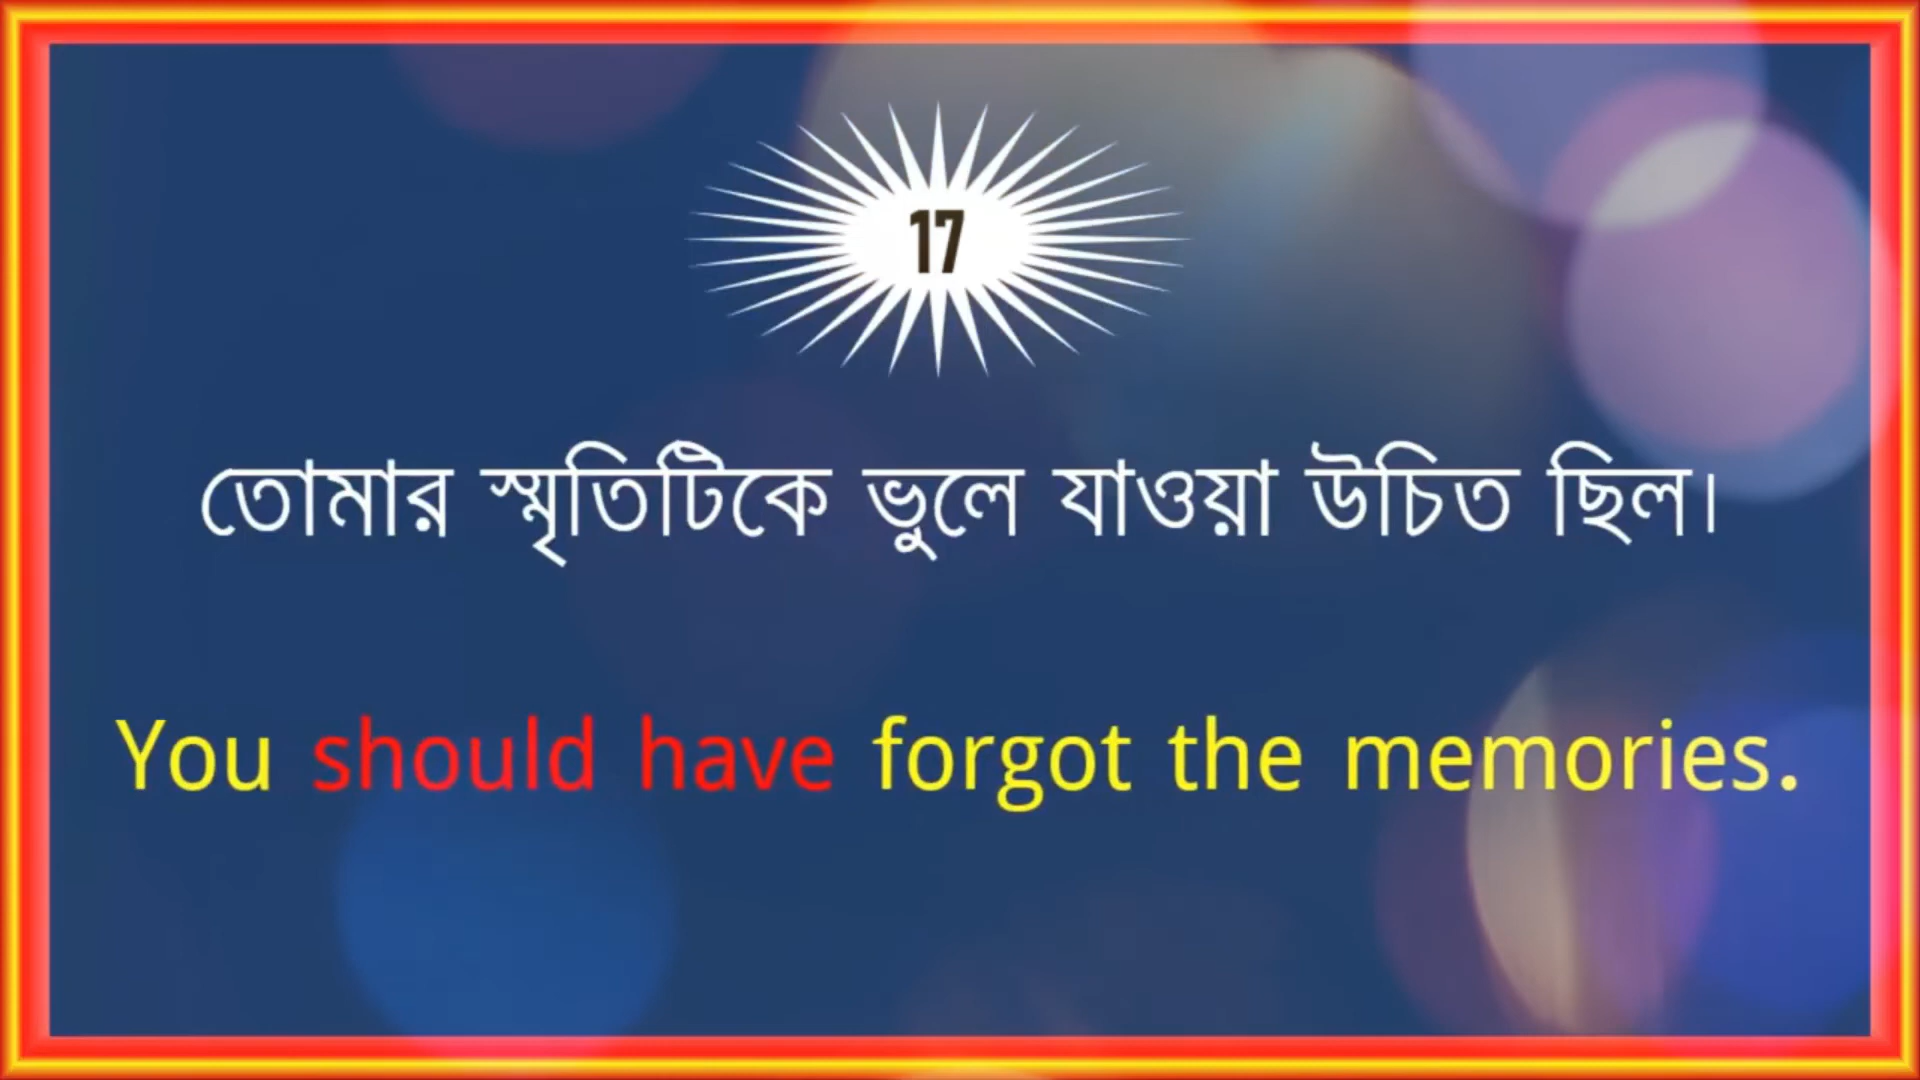 17
তোমার স্মৃতিটিকে ভুলে যাওয়া উচিত ছিল।
You should have forgot the memories.